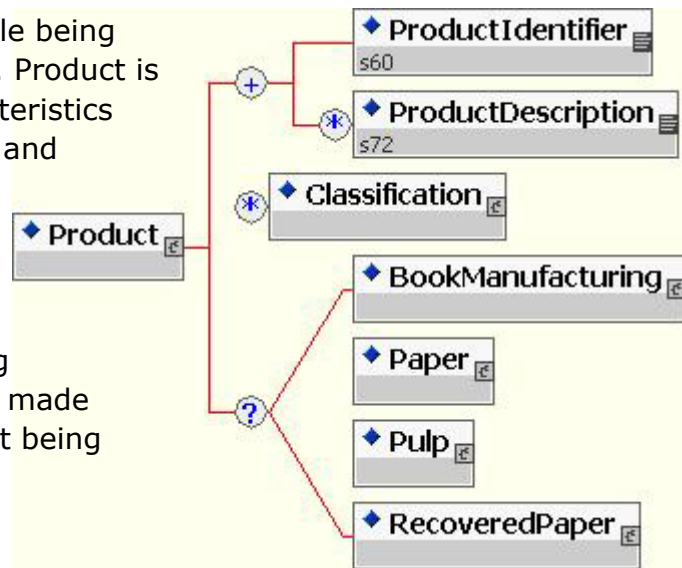 le being
Product is
teristics
and
g
made
t being
Product
+
ProductIdentifier
s60
*
ProductDescription
s72
*
Classification
?
BookManufacturing
Paper
Pulp
RecoveredPaper